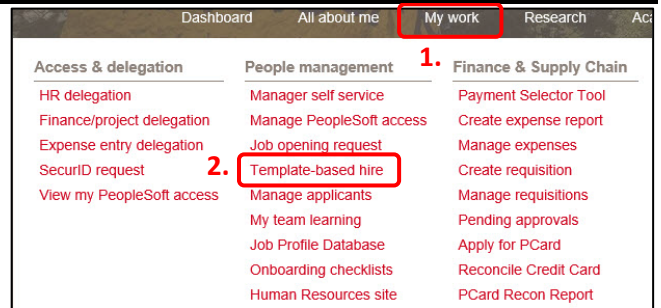 Dashboard All about me My work Research
1.
Access & delegation
HR delegation
Finance/project delegation
Expense entry delegation
SecurID request
View my PeopleSoft access
People management
Manager self service
Manage PeopleSoft access
Job opening request
2. Template-based hire
Manage applicants
My team learning
Job Profile Database
Onboarding checklists
Human Resources site
Finance & Supply Chain
Payment Selector Tool
Create expense report
Manage expenses
Create requisition
Manage requisitions
Pending approvals
Apply for PCard
Reconcile Credit Card
PCard Recon Report